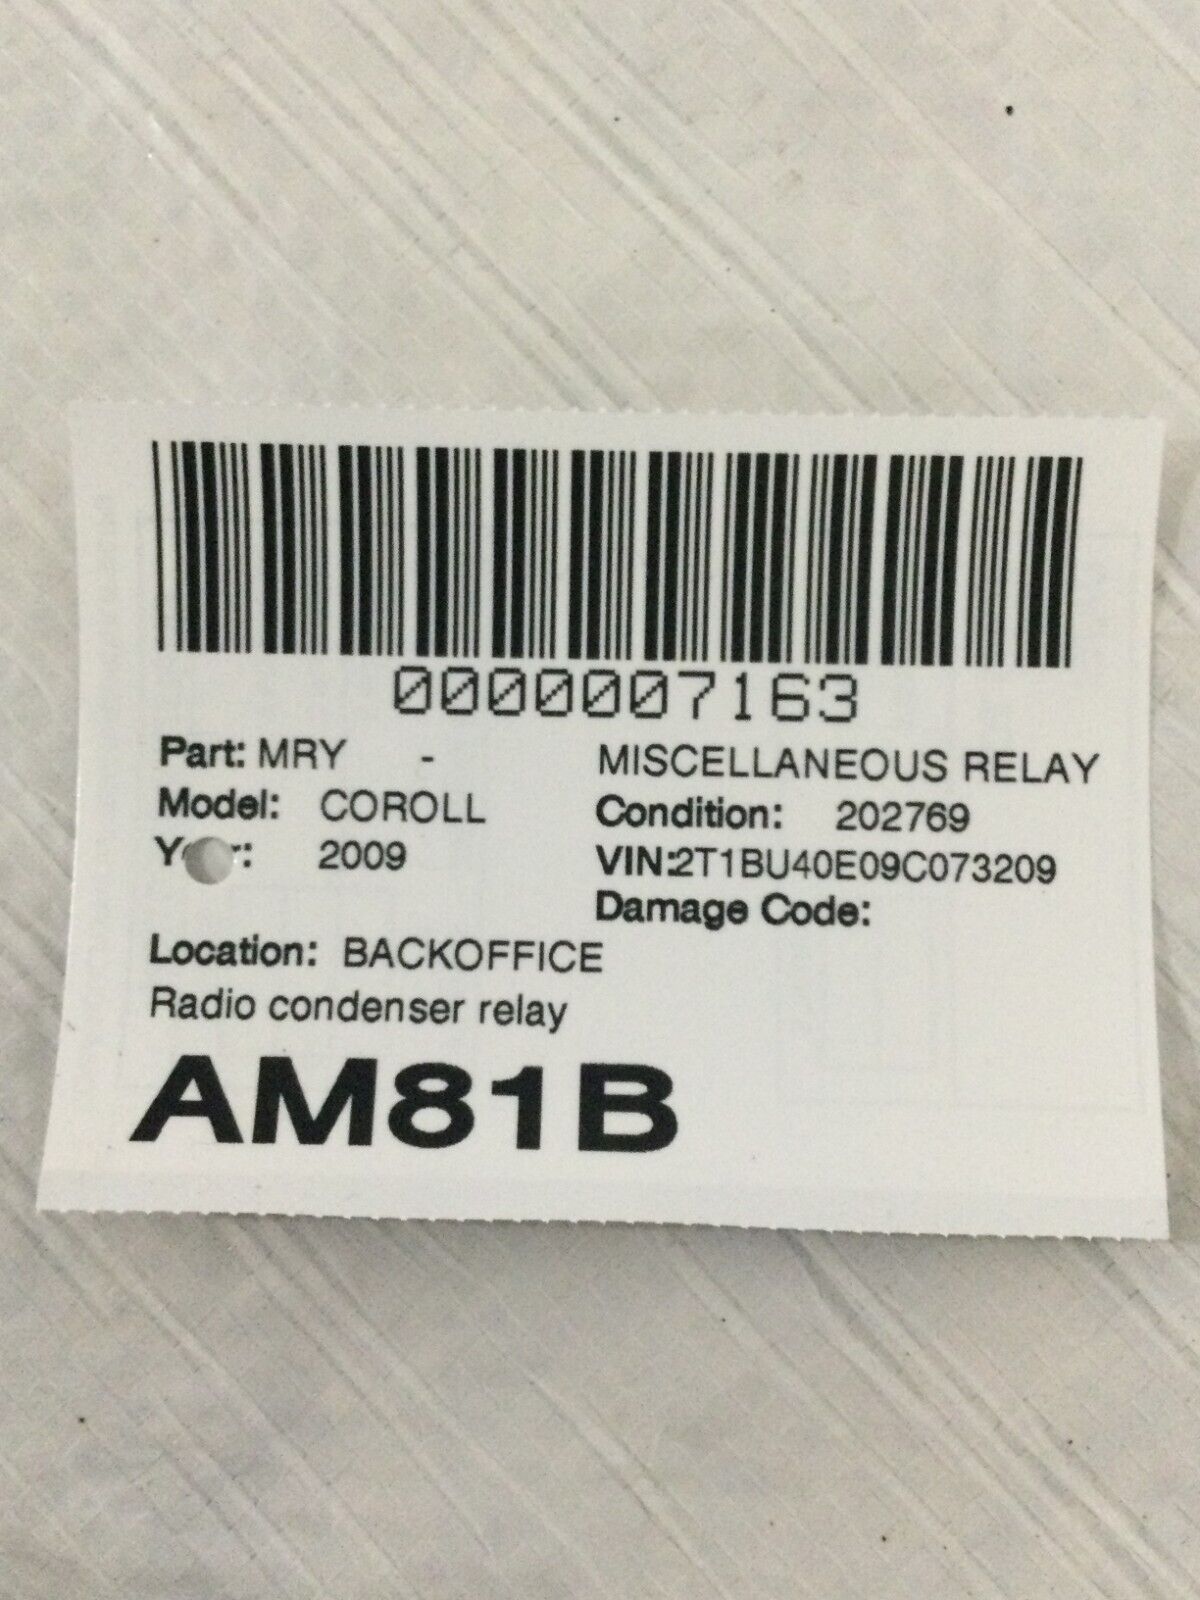 0000007163
Part: MRY - MISCELLANEOUS RELAY
Model: COROLL Condition: 202769
2009 VIN:2T1BU40E09C073209
Damage Code:
Location: BACKOFFICE
Radio condenser relay
AM81B